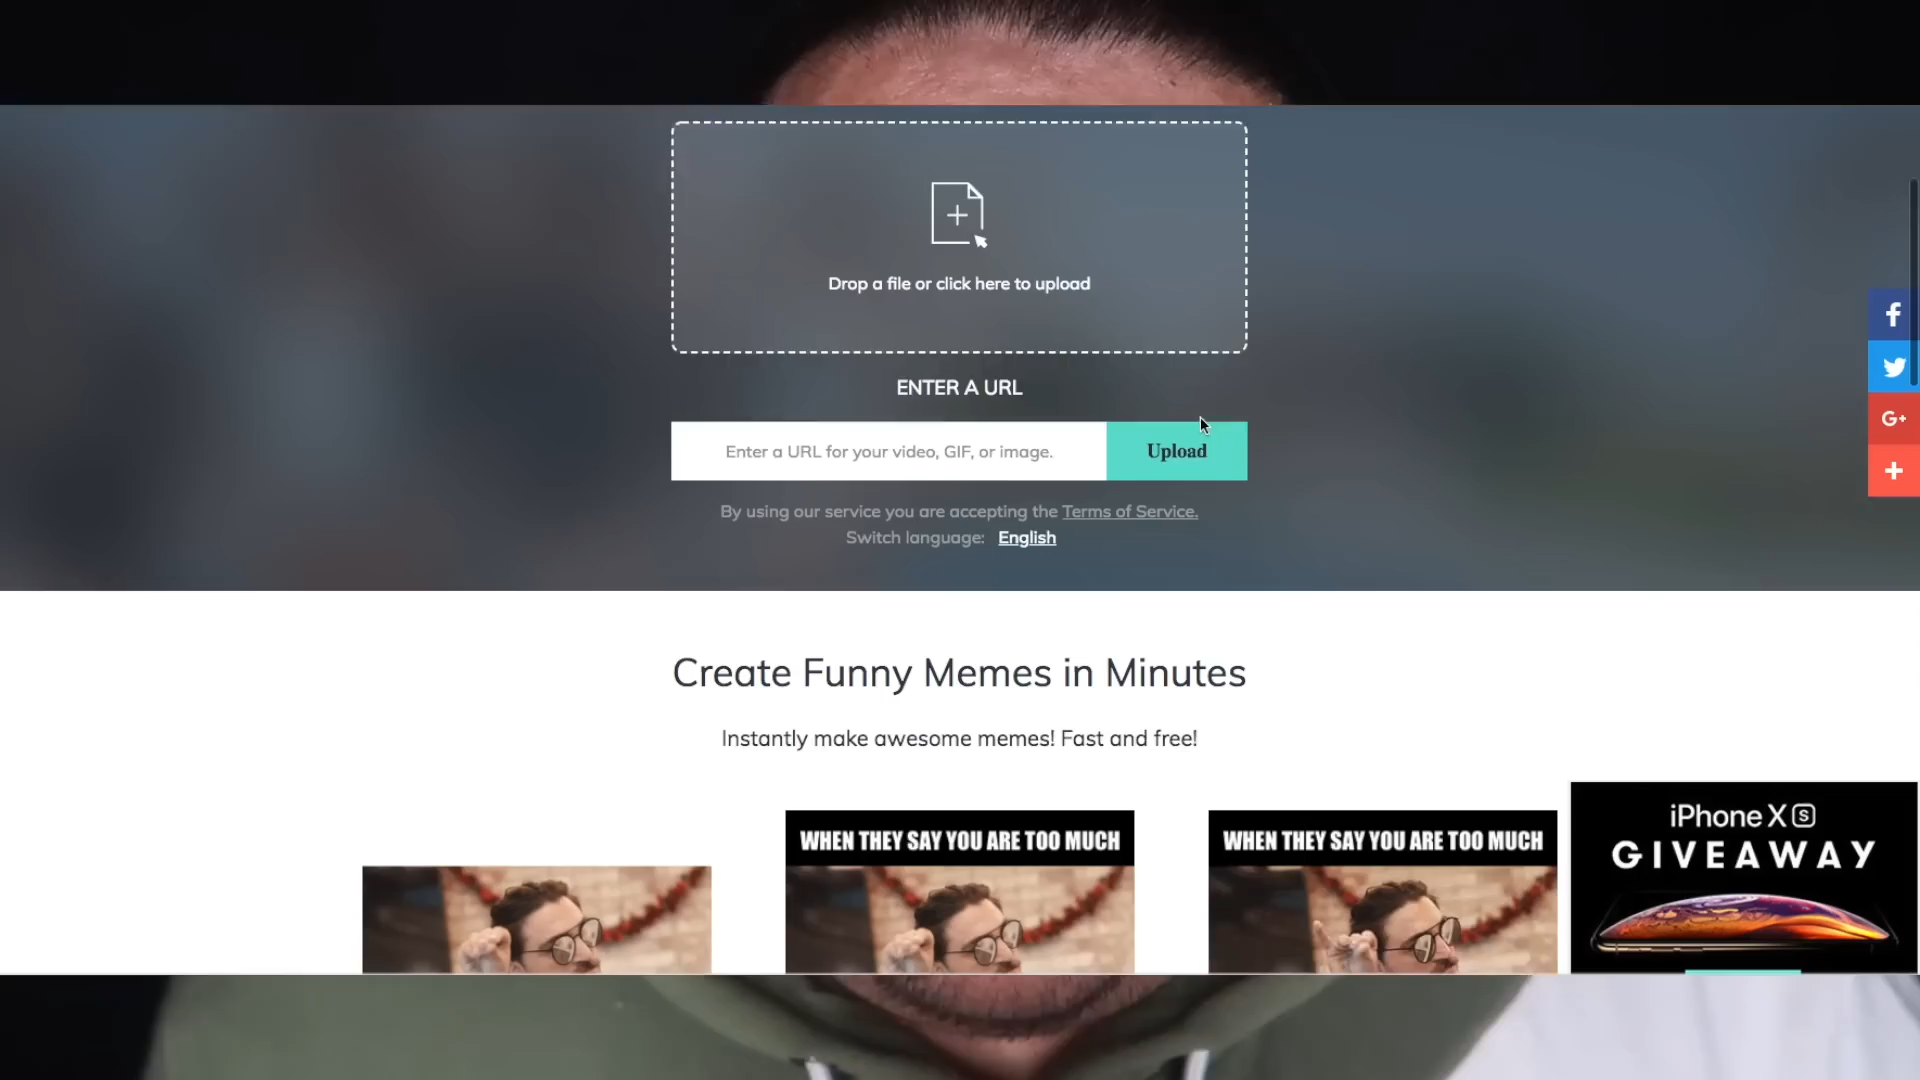 Drop a file or click here to upload
ENTER A URL
Enter a URL for your video, GIF, or image.
Upload
By using our service you are accepting the Terms of Service.
Switch language: English
f
G+
Create Funny Memes in Minutes
Instantly make awesome memes! Fast and free!
WHEN THEY SAY YOU ARE TOO MUCH
WHEN THEY SAY YOU ARE TOO MUCH
iPhone XS
GIVEAWAY